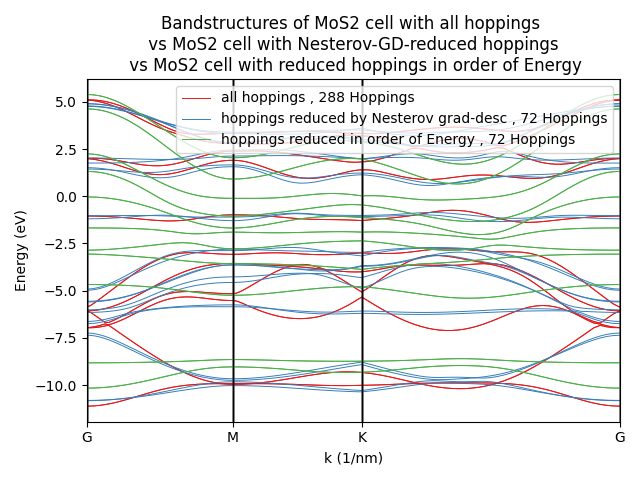 Bandstructures of MoS2 cell with all hoppings
vs MoS2 cell with Nesterov-GD-reduced hoppings
vs MoS2 cell with reduced hoppings in order of Energy
all hoppings , 288 Hoppings
hoppings reduced by Nesterov grad-desc , 72 Hoppings
hoppings reduced in order of Energy , 72 Hoppings
Energy (eV)
5.0
2.5
0.0
−2.5
−5.0
−7.5
−10.0
G M K G
k (1/nm)